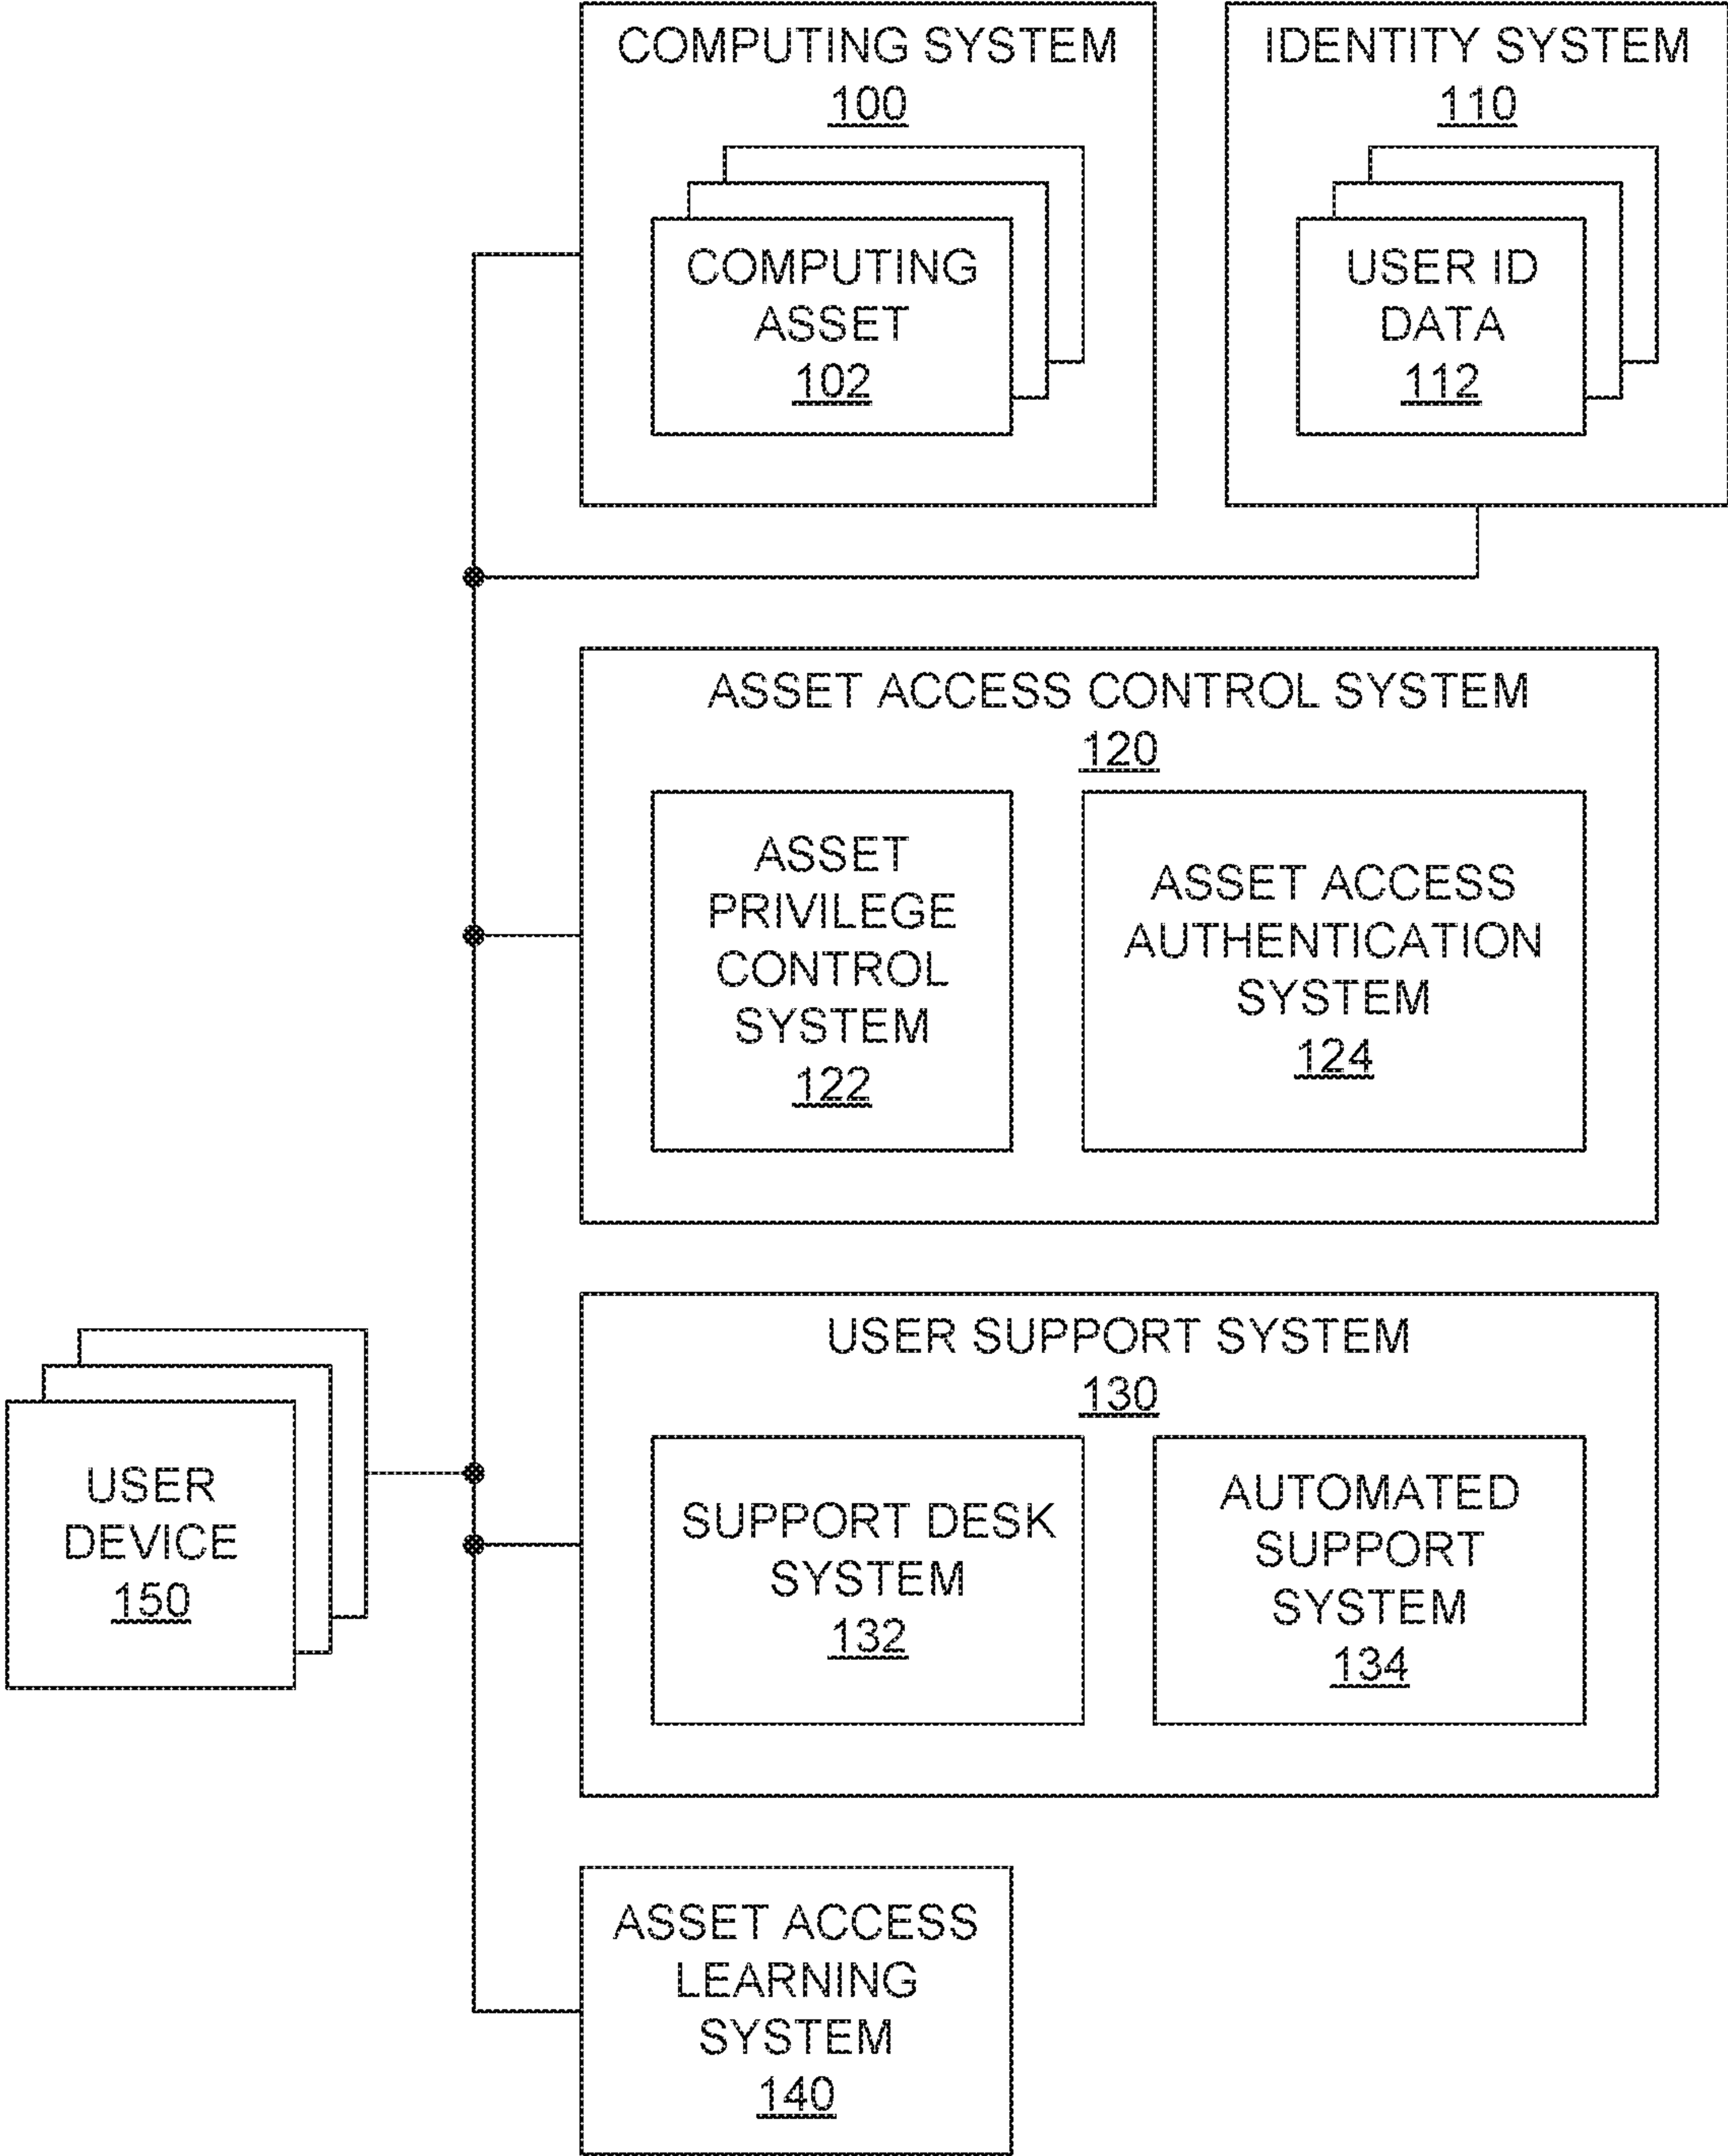 COMPUTING SYSTEM
100
COMPUTING
ASSET
102
IDENTITY SYSTEM
110
USER ID
DATA
112
ASSET ACCESS CONTROL SYSTEM
120
ASSET
PRIVILEGE
CONTROL
SYSTEM
122
ASSET ACCESS
AUTHENTICATION
SYSTEM
124
USER
DEVICE
150
USER SUPPORT SYSTEM
130
SUPPORT DESK
SYSTEM
132
AUTOMATED
SUPPORT
SYSTEM
134
ASSET ACCESS
LEARNING
SYSTEM
140